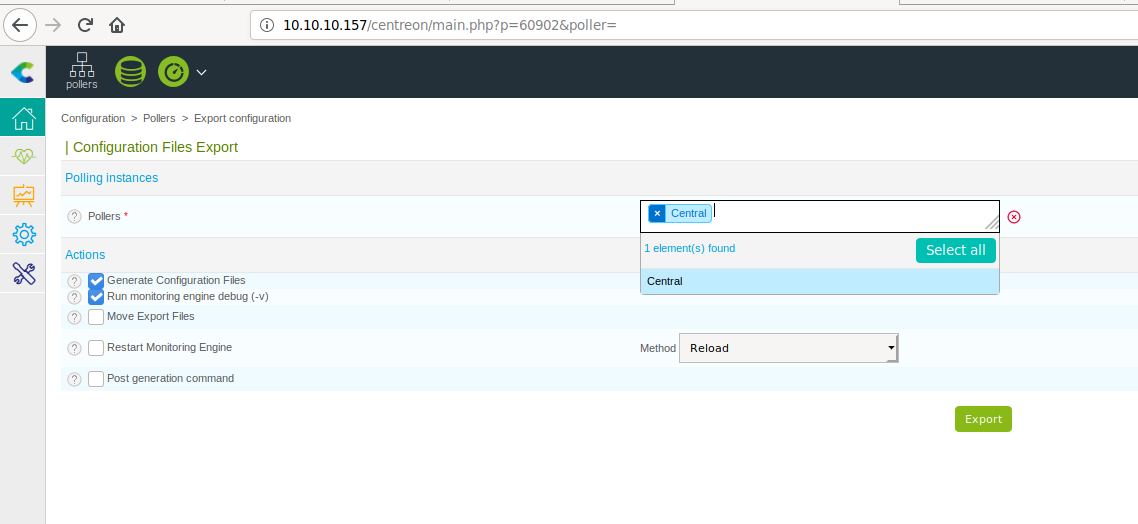 10.10.10.157/centreon/main.php?p=60902&poller=
pollers
Configuration > Pollers > Export configuration
Configuration Files Export
Polling instances
? Pollers *
× Central
1 element(s) found
Select all
Central
Actions
? Generate Configuration Files
? Run monitoring engine debug (-v)
? Move Export Files
? Restart Monitoring Engine
Method Reload
? Post generation command
Export